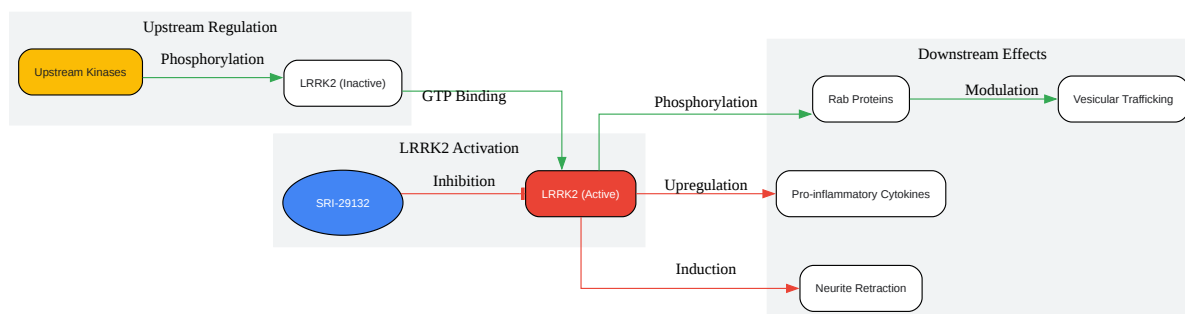 Upstream Regulation
Upstream Kinases
Phosphorylation
LRRK2 (Inactive)
GTP Binding
LRRK2 Activation
SRI-29132
Inhibition
LRRK2 (Active)
Downstream Effects
Phosphorylation
Rab Proteins
Modulation
Vesicular Trafficking
Upregulation
Pro-inflammatory Cytokines
Induction
Neurite Retraction